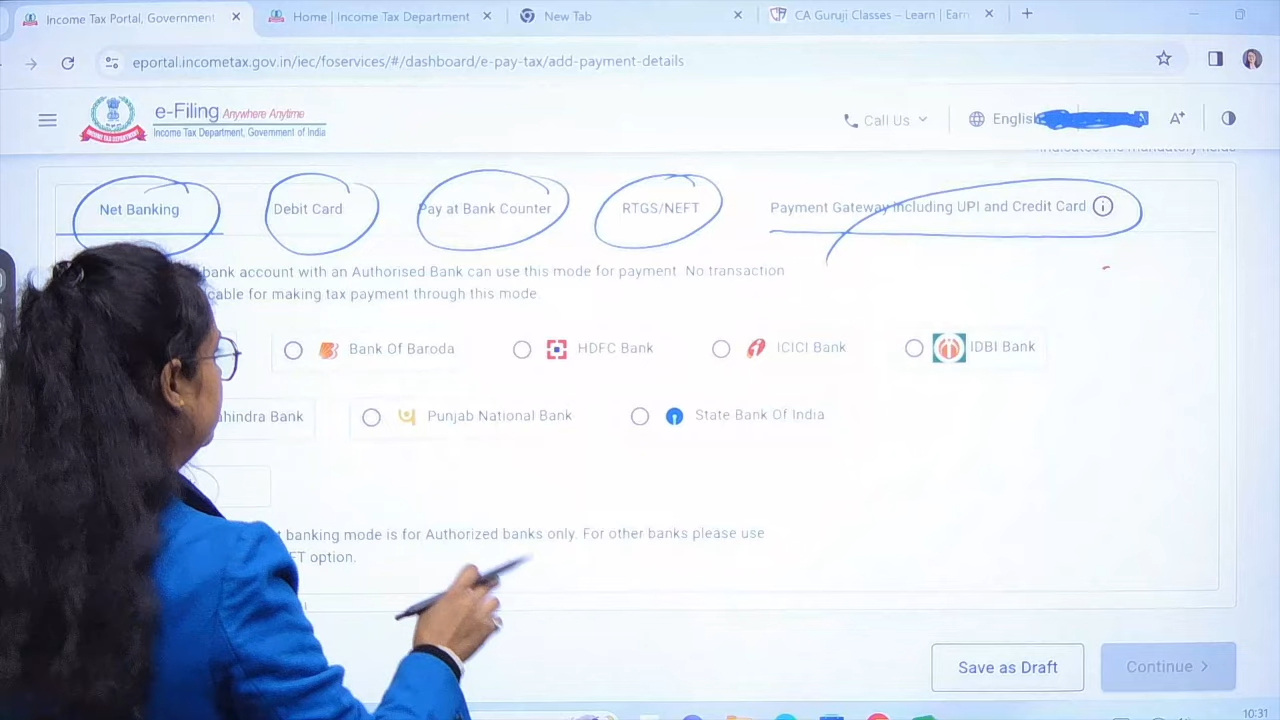 Income Tax Portal, Government
Home | Income Tax Department
New Tab
CA Guruji Classes – Learn | Earn
eportal.incometax.gov.in/iec/foservices/#/dashboard/e-pay-tax/add-payment-details
e-Filing Anywhere Anytime
Income Tax Department, Government of India
Call Us
English
A+
indicates the mandatory fields
Net Banking
Debit Card
Pay at Bank Counter
RTGS/NEFT
Payment Gateway including UPI and Credit Card
bank account with an Authorised Bank can use this mode for payment. No transaction
cable for making tax payment through this mode
Bank Of Baroda
HDFC Bank
ICICI Bank
IDBI Bank
ahindra Bank
Punjab National Bank
State Bank Of India
t banking mode is for Authorized banks only. For other banks please use
FT option.
Save as Draft
Continue
10:31